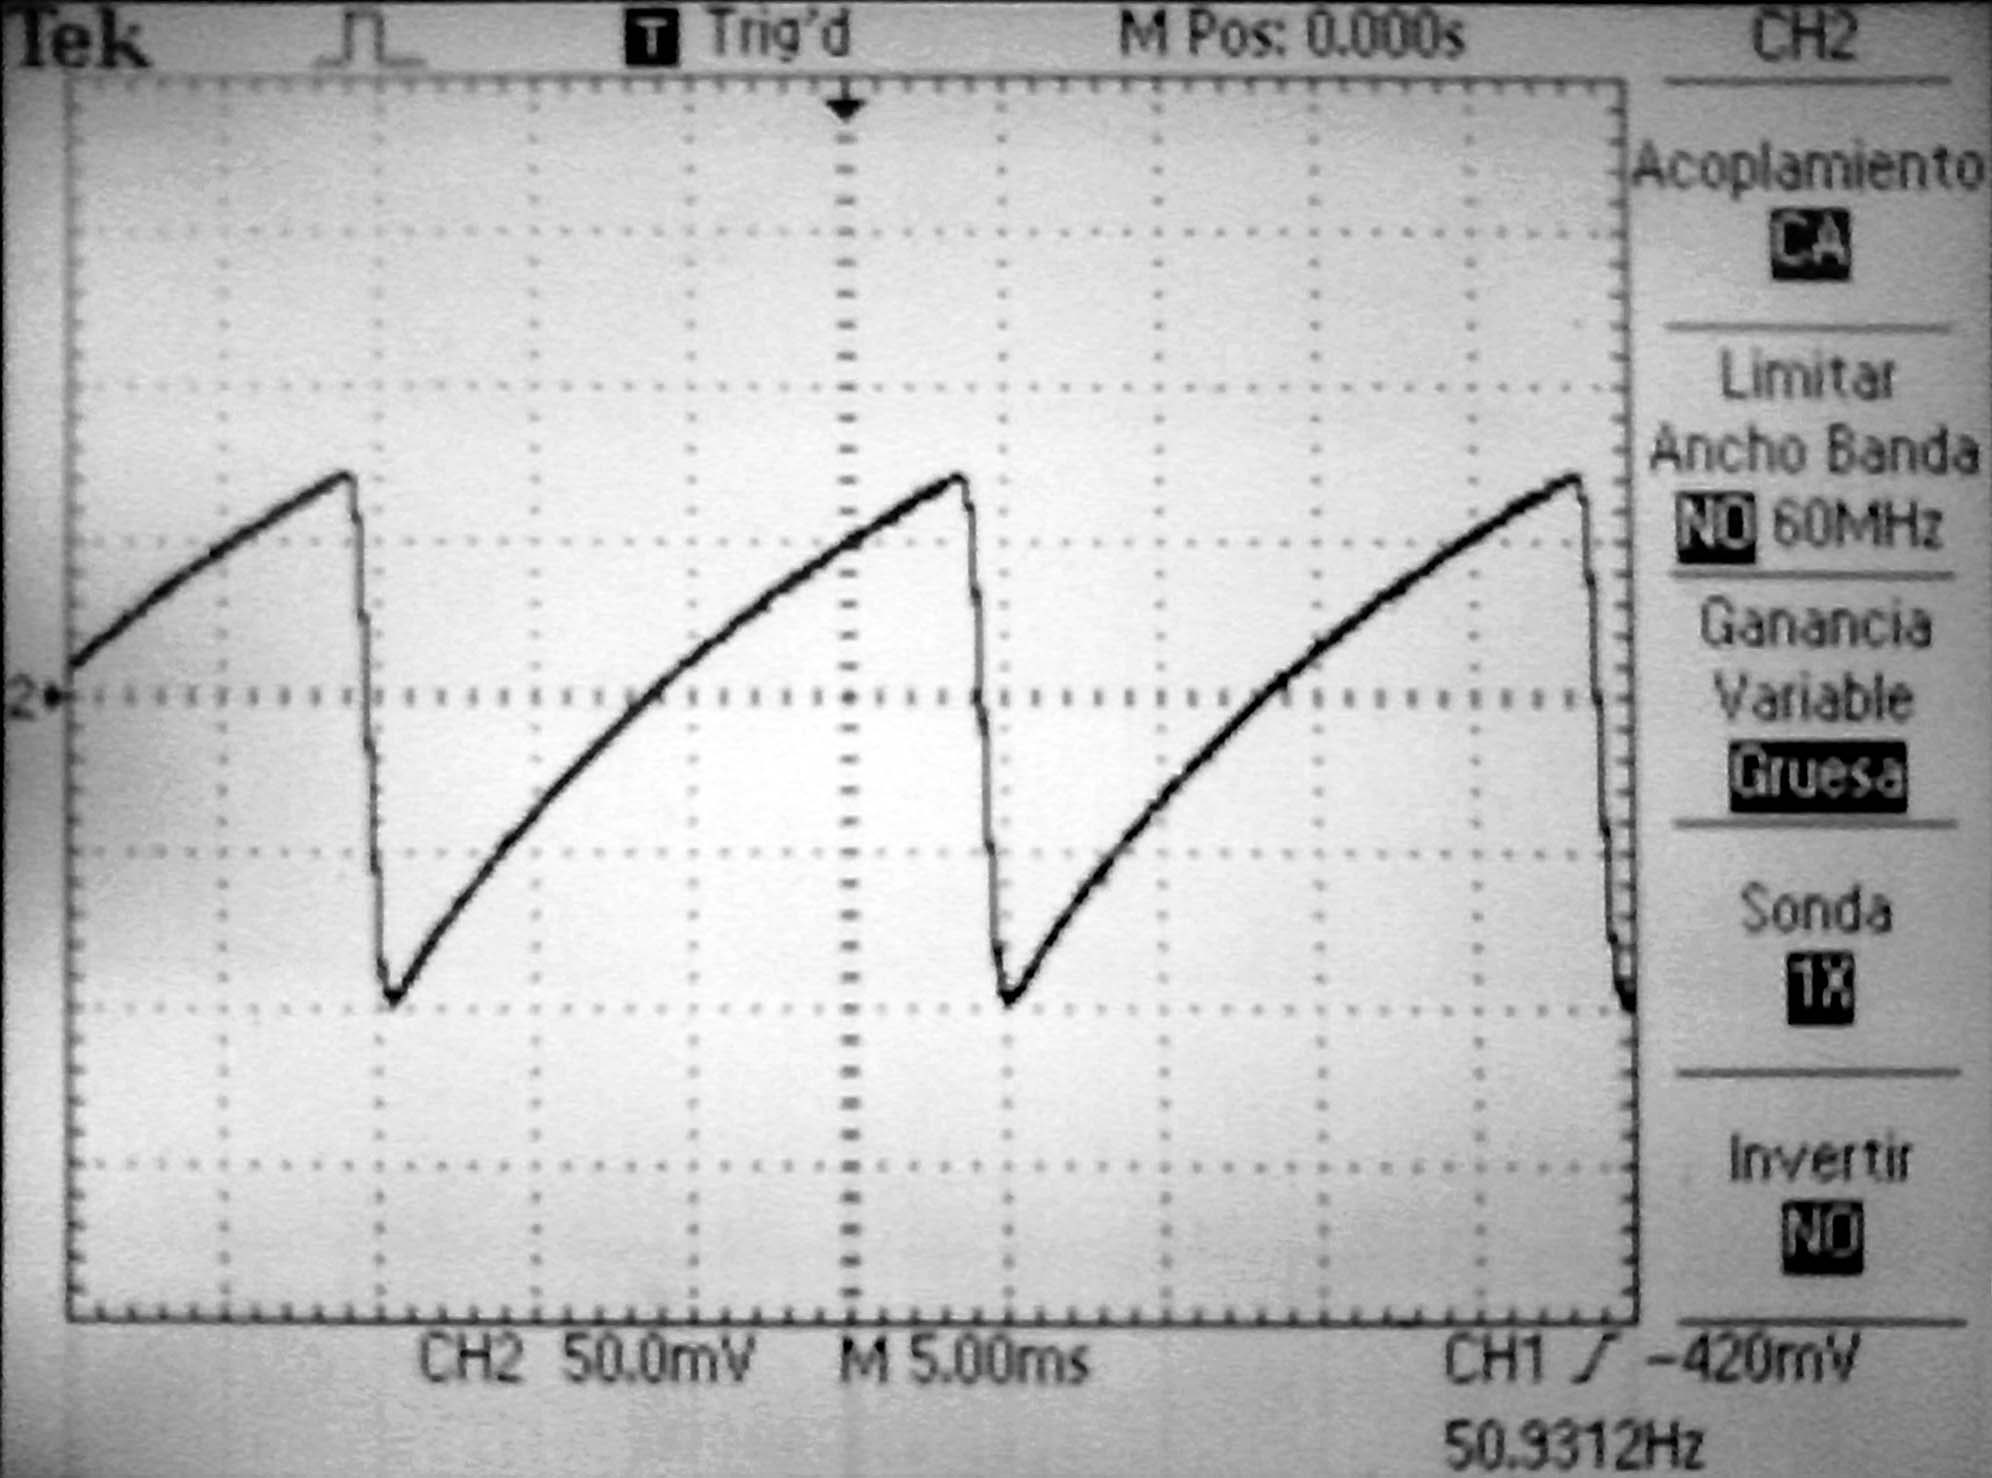 Tek T Trig'd M Pos: 0.000s CH2
Acoplamiento
CA
Limitar
Ancho Banda
NO 60MHz
Ganancia
Variable
Gruesa
2
Sonda
1X
Invertir
NO
CH2 50.0mV M 5.00ms CH1 -420mV
50.9312Hz